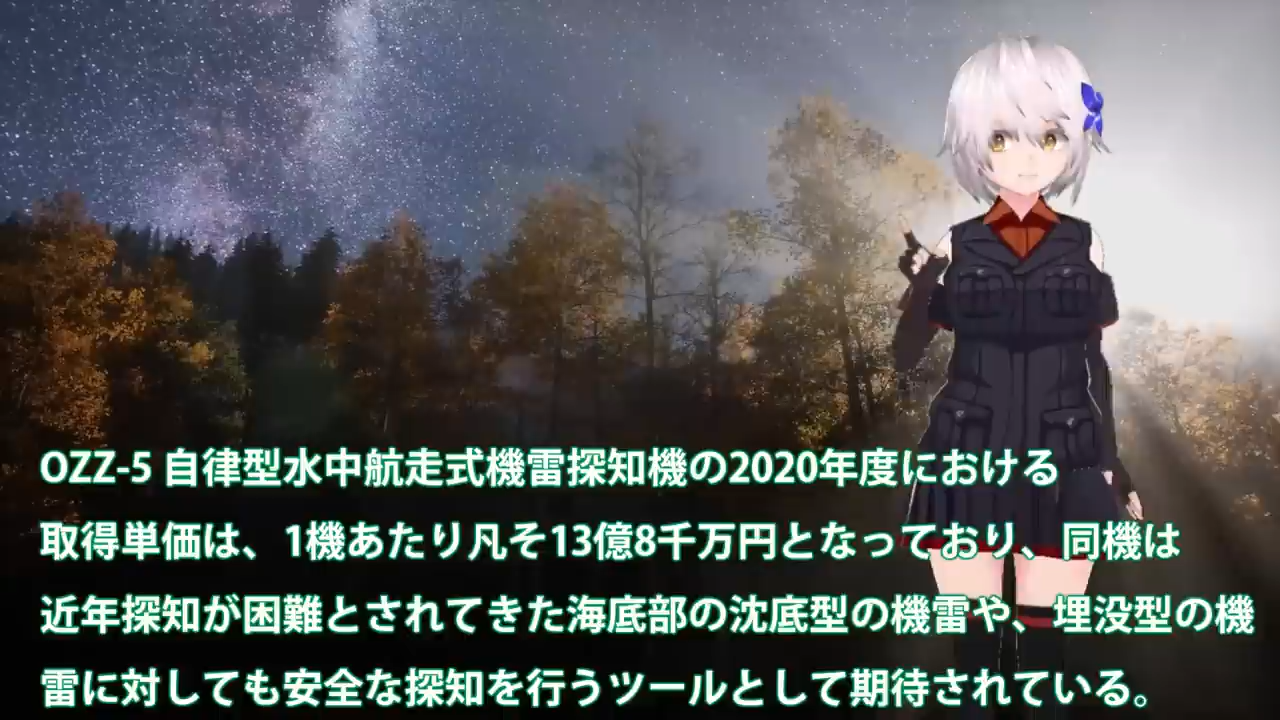 OZZ-5 自律型水中航走式機雷探知機の2020年度における
取得単価は、1機あたり凡そ13億8千万円となっており、同機は
近年探知が困難とされてきた海底部の沈底型の機雷や、埋没型の機
雷に対しても安全な探知を行うツールとして期待されている。